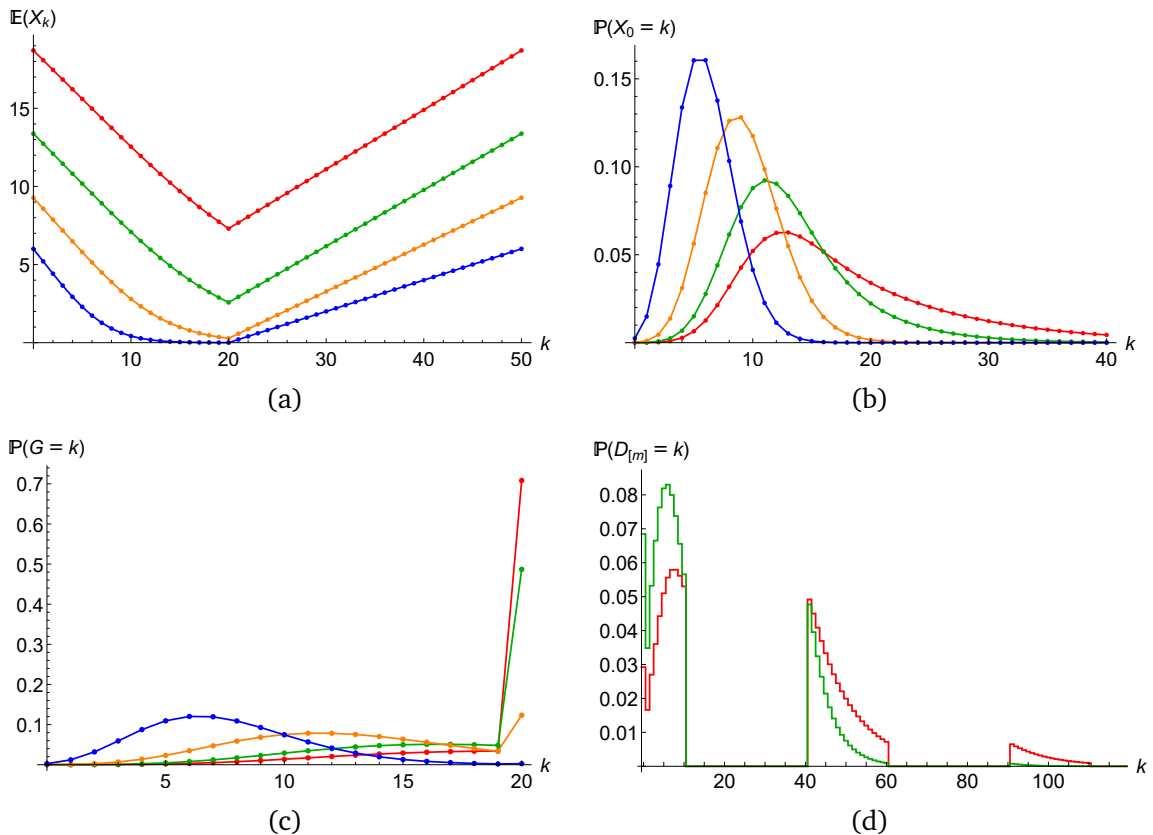 𝔼(X_k)
15
10
5
10 20 30 40 50 k
(a)
ℙ(X_0 = k)
0.15
0.10
0.05
10 20 30 40 k
(b)
ℙ(G = k)
0.7
0.6
0.5
0.4
0.3
0.2
0.1
5 10 15 20 k
(c)
ℙ(D_[m] = k)
0.08
0.07
0.06
0.05
0.04
0.03
0.02
0.01
20 40 60 80 100 k
(d)